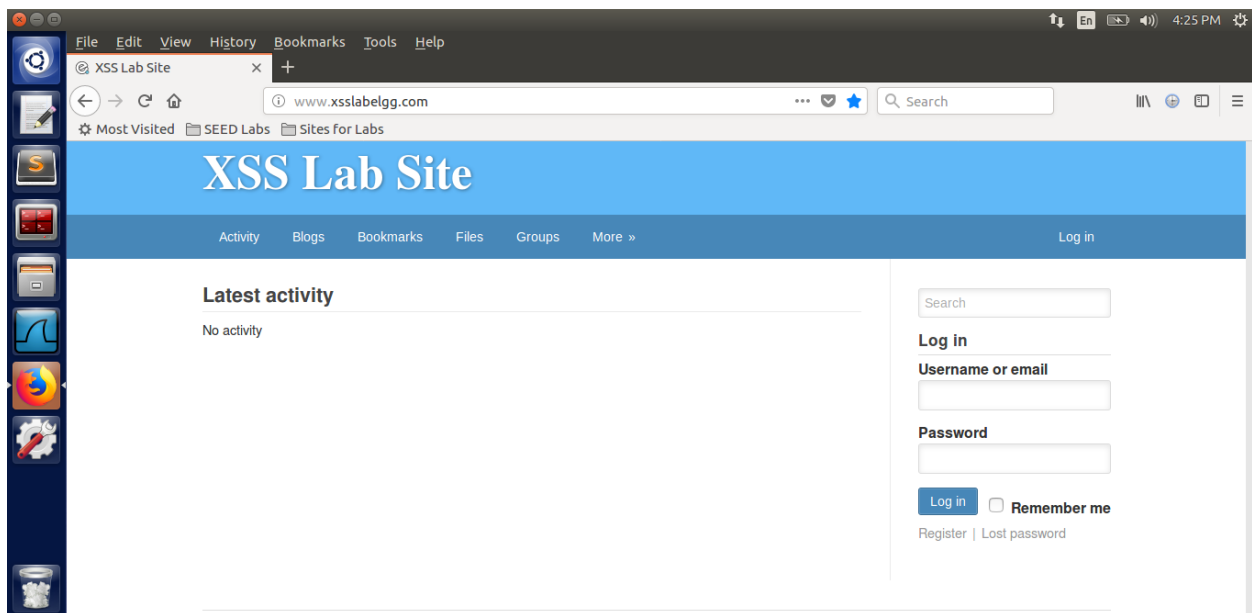 En 4:25 PM
File Edit View History Bookmarks Tools Help
XSS Lab Site
www.xsslabelgg.com
Search
Most Visited SEED Labs Sites for Labs
XSS Lab Site
Activity Blogs Bookmarks Files Groups More » Log in
Latest activity
No activity
Search
Log in
Username or email
Password
Log in Remember me
Register | Lost password